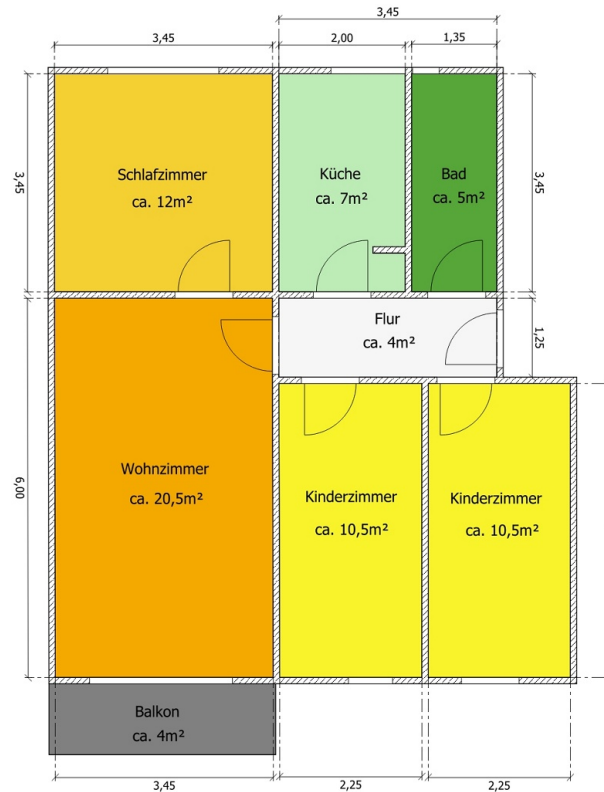 3,45
3,45
2,00
1,35
Schlafzimmer
ca. 12m²
Küche
ca. 7m²
Bad
ca. 5m²
3,45
3,45
Flur
ca. 4m²
1,25
Wohnzimmer
ca. 20,5m²
6,00
Kinderzimmer
ca. 10,5m²
Kinderzimmer
ca. 10,5m²
Balkon
ca. 4m²
3,45
2,25
2,25